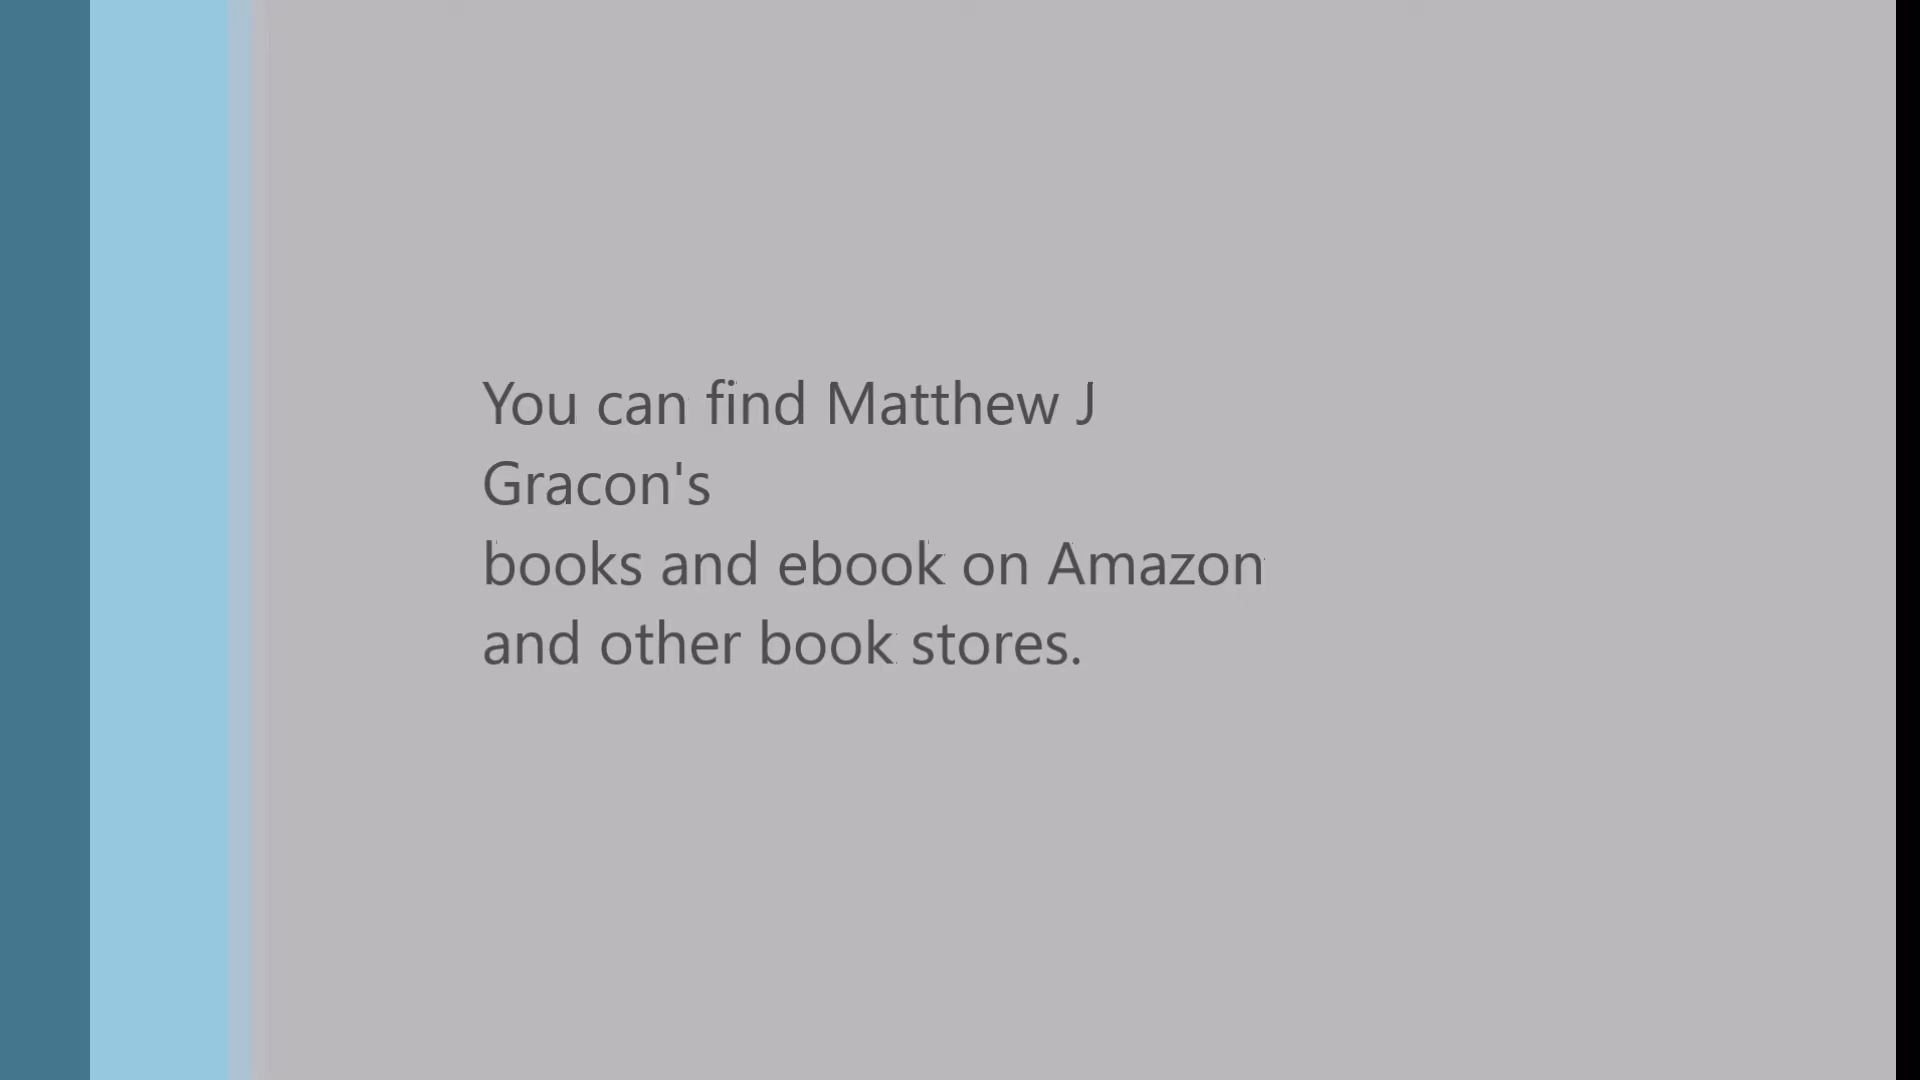 You can find Matthew J
Gracon's
books and ebook on Amazon
and other book stores.